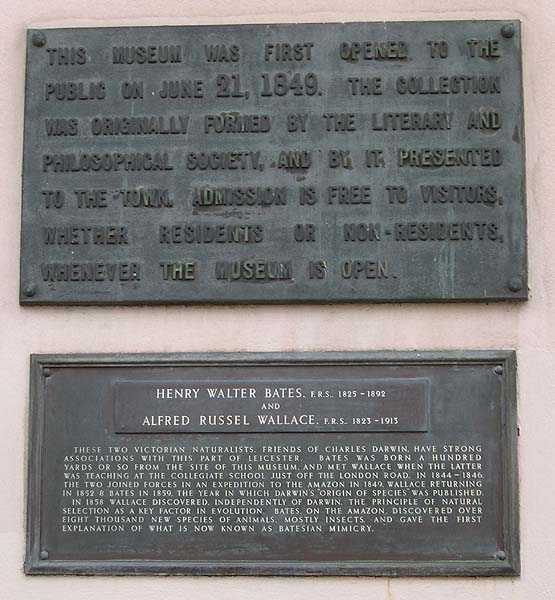 THIS MUSEUM WAS FIRST OPENED TO THE
PUBLIC ON JUNE 21, 1849. THE COLLECTION
WAS ORIGINALLY FORMED BY THE LITERARY AND
PHILOSOPHICAL SOCIETY, AND BY IT PRESENTED
TO THE TOWN. ADMISSION IS FREE TO VISITORS,
WHETHER RESIDENTS OR NON-RESIDENTS,
WHENEVER THE MUSEUM IS OPEN.
HENRY WALTER BATES, F.R.S., 1825-1892
AND
ALFRED RUSSEL WALLACE, F.R.S., 1823-1913
THESE TWO VICTORIAN NATURALISTS, FRIENDS OF CHARLES DARWIN, HAVE STRONG
ASSOCIATIONS WITH THIS PART OF LEICESTER. BATES WAS BORN A HUNDRED
YARDS OR SO FROM THE SITE OF THIS MUSEUM, AND MET WALLACE WHEN THE LATTER
WAS TEACHING AT THE COLLEGIATE SCHOOL, JUST OFF THE LONDON ROAD, IN 1844-1846.
THE TWO JOINED FORCES IN AN EXPEDITION TO THE AMAZON IN 1849, WALLACE RETURNING
IN 1852 & BATES IN 1859, THE YEAR IN WHICH DARWIN'S "ORIGIN OF SPECIES" WAS PUBLISHED.
IN 1858 WALLACE DISCOVERED, INDEPENDENTLY OF DARWIN, THE PRINCIPLE OF NATURAL
SELECTION AS A KEY FACTOR IN EVOLUTION. BATES, ON THE AMAZON, DISCOVERED OVER
EIGHT THOUSAND NEW SPECIES OF ANIMALS, MOSTLY INSECTS, AND GAVE THE FIRST
EXPLANATION OF WHAT IS NOW KNOWN AS BATESIAN MIMICRY.